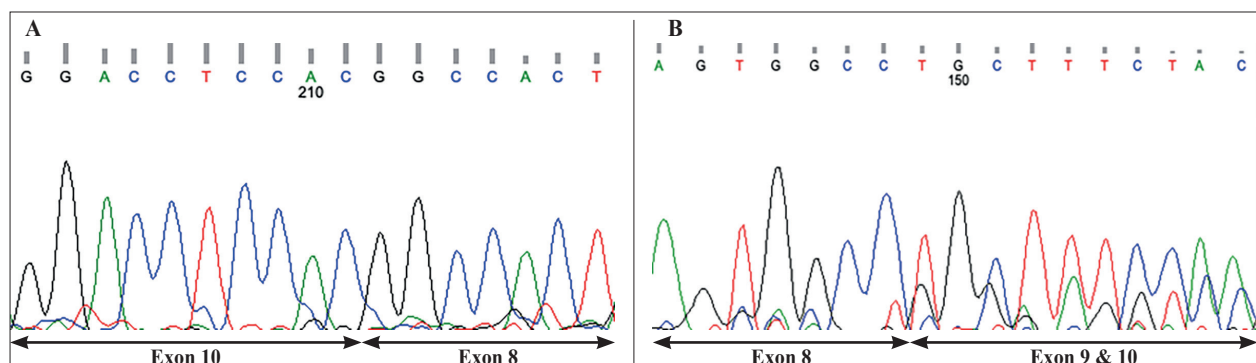 A
G G A C C T C C A C G G C C A C T
210
Exon 10 Exon 8
B
A G T G G C C T G C T T T C T A C
150
Exon 8 Exon 9 & 10